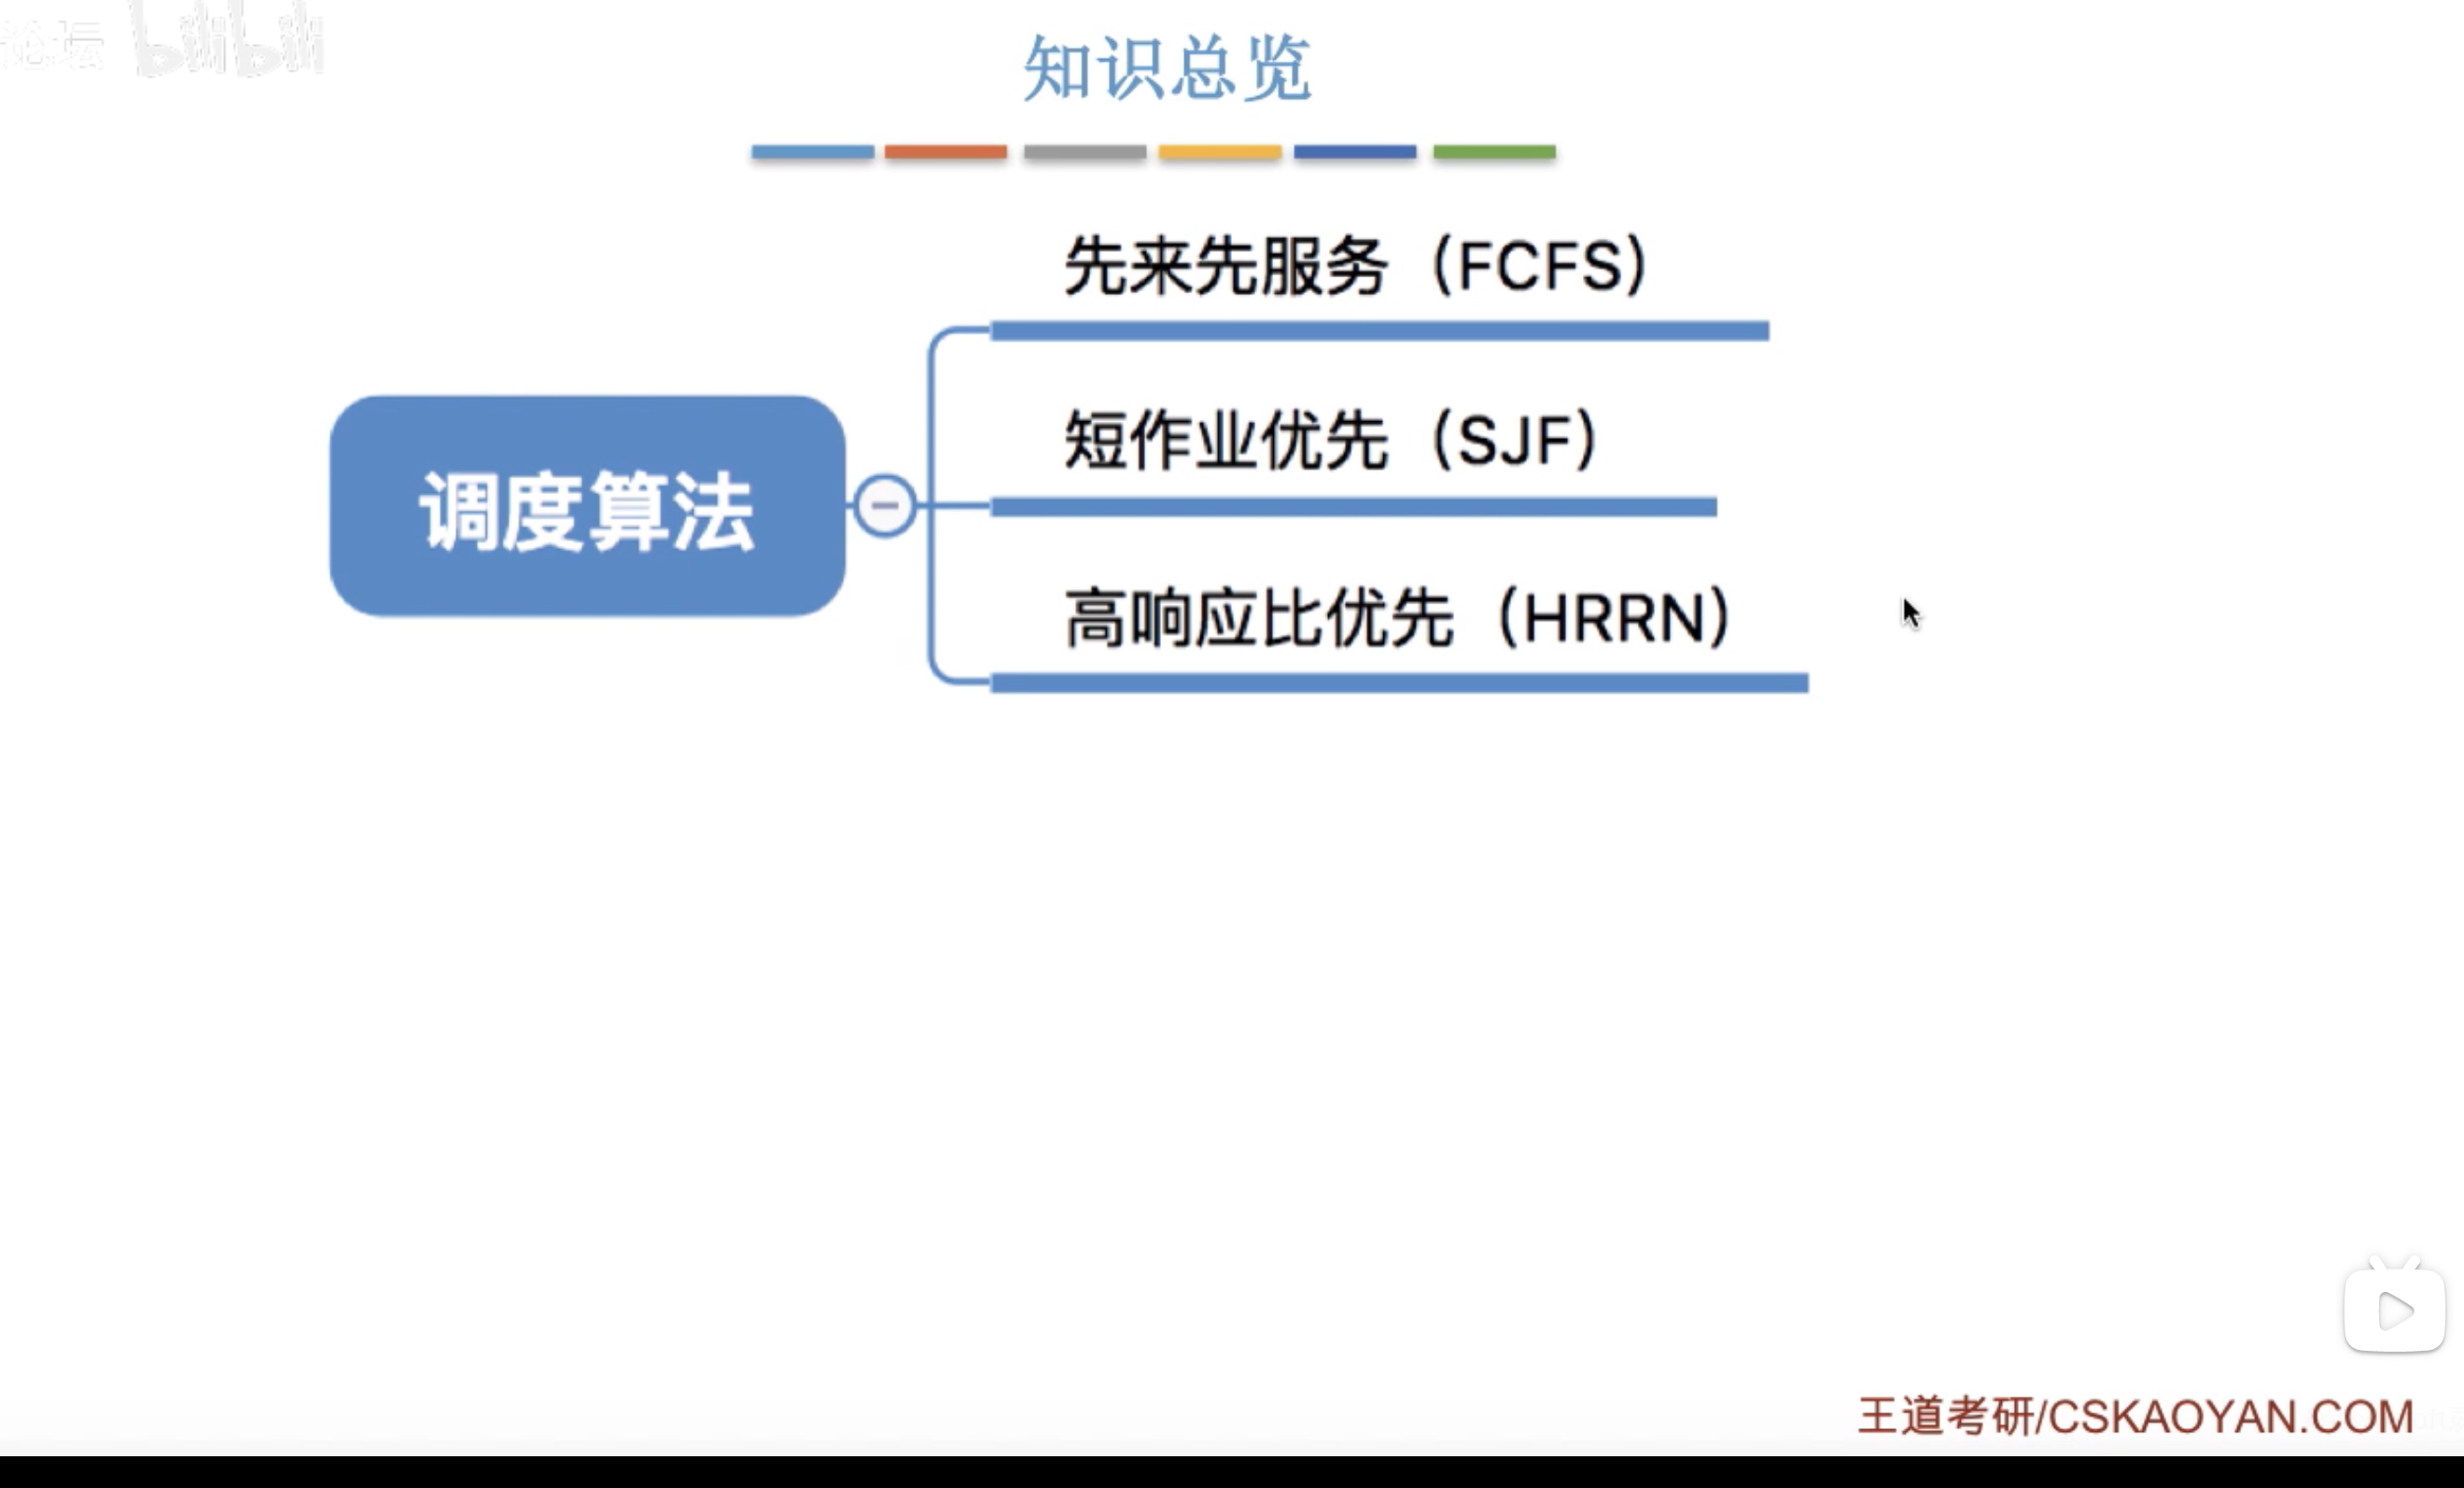 论坛 bilibili
知识总览
先来先服务（FCFS）
短作业优先（SJF）
调度算法
高响应比优先（HRRN）
王道考研/CSKAOYAN.COM